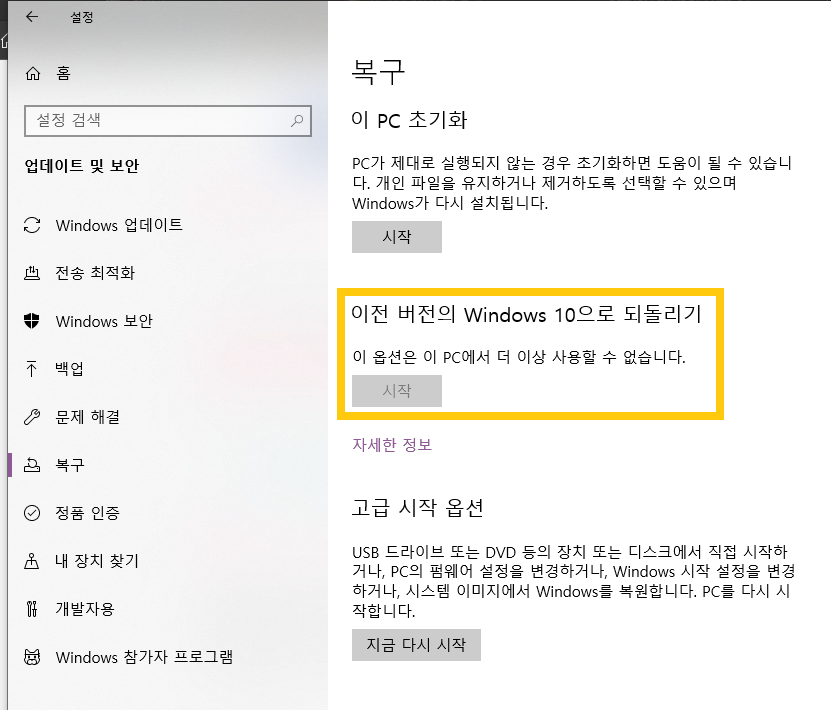 설정
홈
설정 검색
업데이트 및 보안
Windows 업데이트
전송 최적화
Windows 보안
백업
문제 해결
복구
정품 인증
내 장치 찾기
개발자용
Windows 참가자 프로그램
복구
이 PC 초기화
PC가 제대로 실행되지 않는 경우 초기화하면 도움이 될 수 있습니
다. 개인 파일을 유지하거나 제거하도록 선택할 수 있으며
Windows가 다시 설치됩니다.
시작
이전 버전의 Windows 10으로 되돌리기
이 옵션은 이 PC에서 더 이상 사용할 수 없습니다.
시작
자세한 정보
고급 시작 옵션
USB 드라이브 또는 DVD 등의 장치 또는 디스크에서 직접 시작하
거나, PC의 펌웨어 설정을 변경하거나, Windows 시작 설정을 변경
하거나, 시스템 이미지에서 Windows를 복원합니다. PC를 다시 시
작합니다.
지금 다시 시작